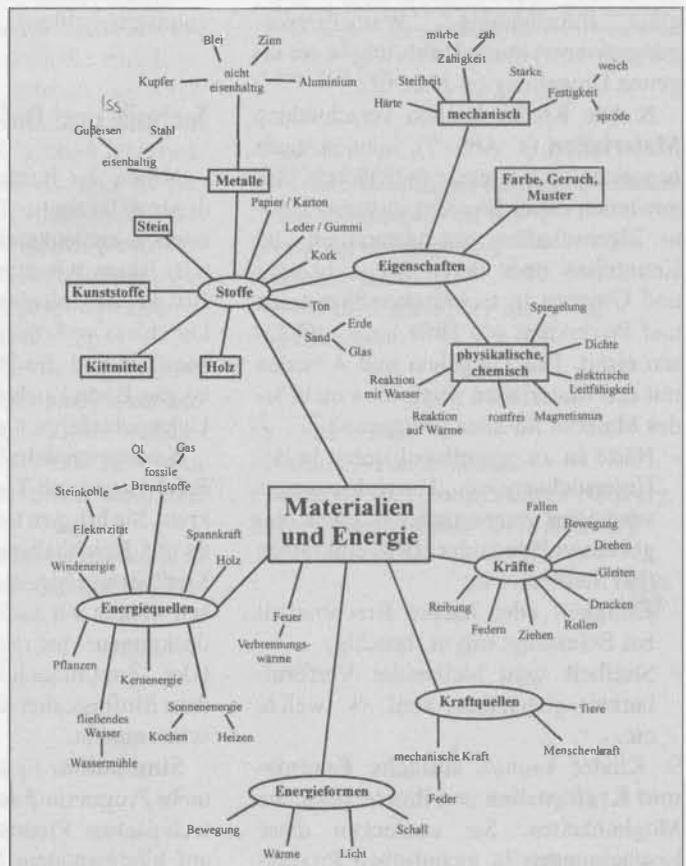 mürbe
zäh
Blei
Zinn
Zähigkeit
weich
Kupfer
nicht
eisenhaltig
Aluminium
Steifheit
Stärke
Härte
Festigkeit
mechanisch
spröde
Gußeisen
Stahl
eisenhaltig
Metalle
Farbe, Geruch,
Muster
Papier / Karton
Stein
Leder / Gummi
Kork
Eigenschaften
Kunststoffe
Stoffe
Ton
Erde
Sand
Glas
Spiegelung
Dichte
physikalische,
chemisch
elektrische
Leitfähigkeit
Kittmittel
Holz
Reaktion
mit Wasser
Reaktion
auf Wärme
rostfrei
Magnetismus
Öl
Gas
fossile
Brennstoffe
Steinkohle
Materialien
und Energie
Fallen
Elektrizität
Spannkraft
Bewegung
Windenergie
Holz
Drehen
Kräfte
Gleiten
Energiequellen
Feuer
Reibung
Drücken
Federn
Ziehen
Rollen
Verbrennungs-
wärme
Pflanzen
Kernenergie
Kraftquellen
Tiere
Sonnenenergie
fließendes
Wasser
Kochen
Heizen
Menschenkraft
mechanische Kraft
Wassermühle
Energieformen
Feder
Bewegung
Schall
Wärme
Licht